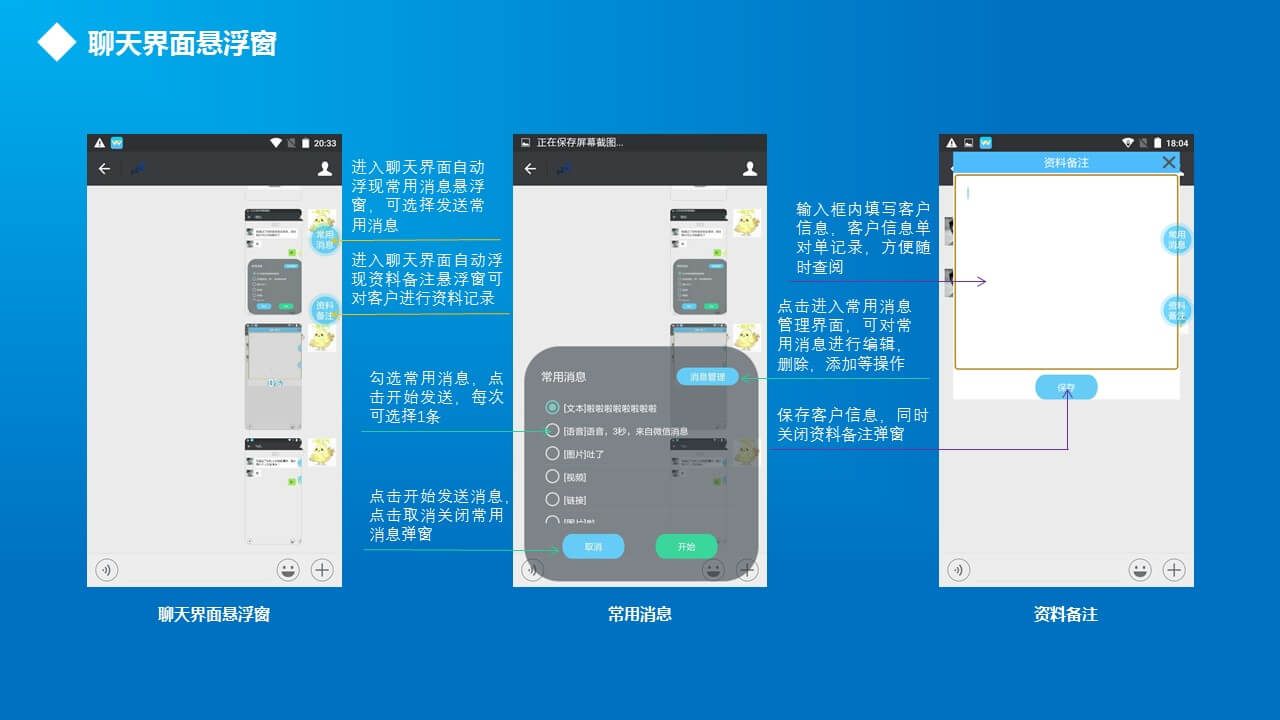 聊天界面悬浮窗
20:33
进入聊天界面自动
浮现常用消息悬浮
窗，可选择发送常
用消息
进入聊天界面自动浮
现资料备注悬浮窗可
对客户进行资料记录
常用
消息
资料
备注
聊天界面悬浮窗
勾选常用消息，点
击开始发送，每次
可选择1条
点击开始发送消息，
点击取消关闭常用
消息弹窗
正在保存屏幕截图...
常用消息
消息管理
[文本]啦啦啦啦啦啦啦啦
[语音]语音，3秒，来自微信消息
[图片]吐了
[视频]
[链接]
取消
开始
常用消息
输入框内填写客户
信息，客户信息单
对单记录，方便随
时查阅
点击进入常用消息
管理界面，可对常
用消息进行编辑，
删除，添加等操作
保存客户信息，同时
关闭资料备注弹窗
18:04
资料备注
常用
消息
资料
备注
保存
资料备注